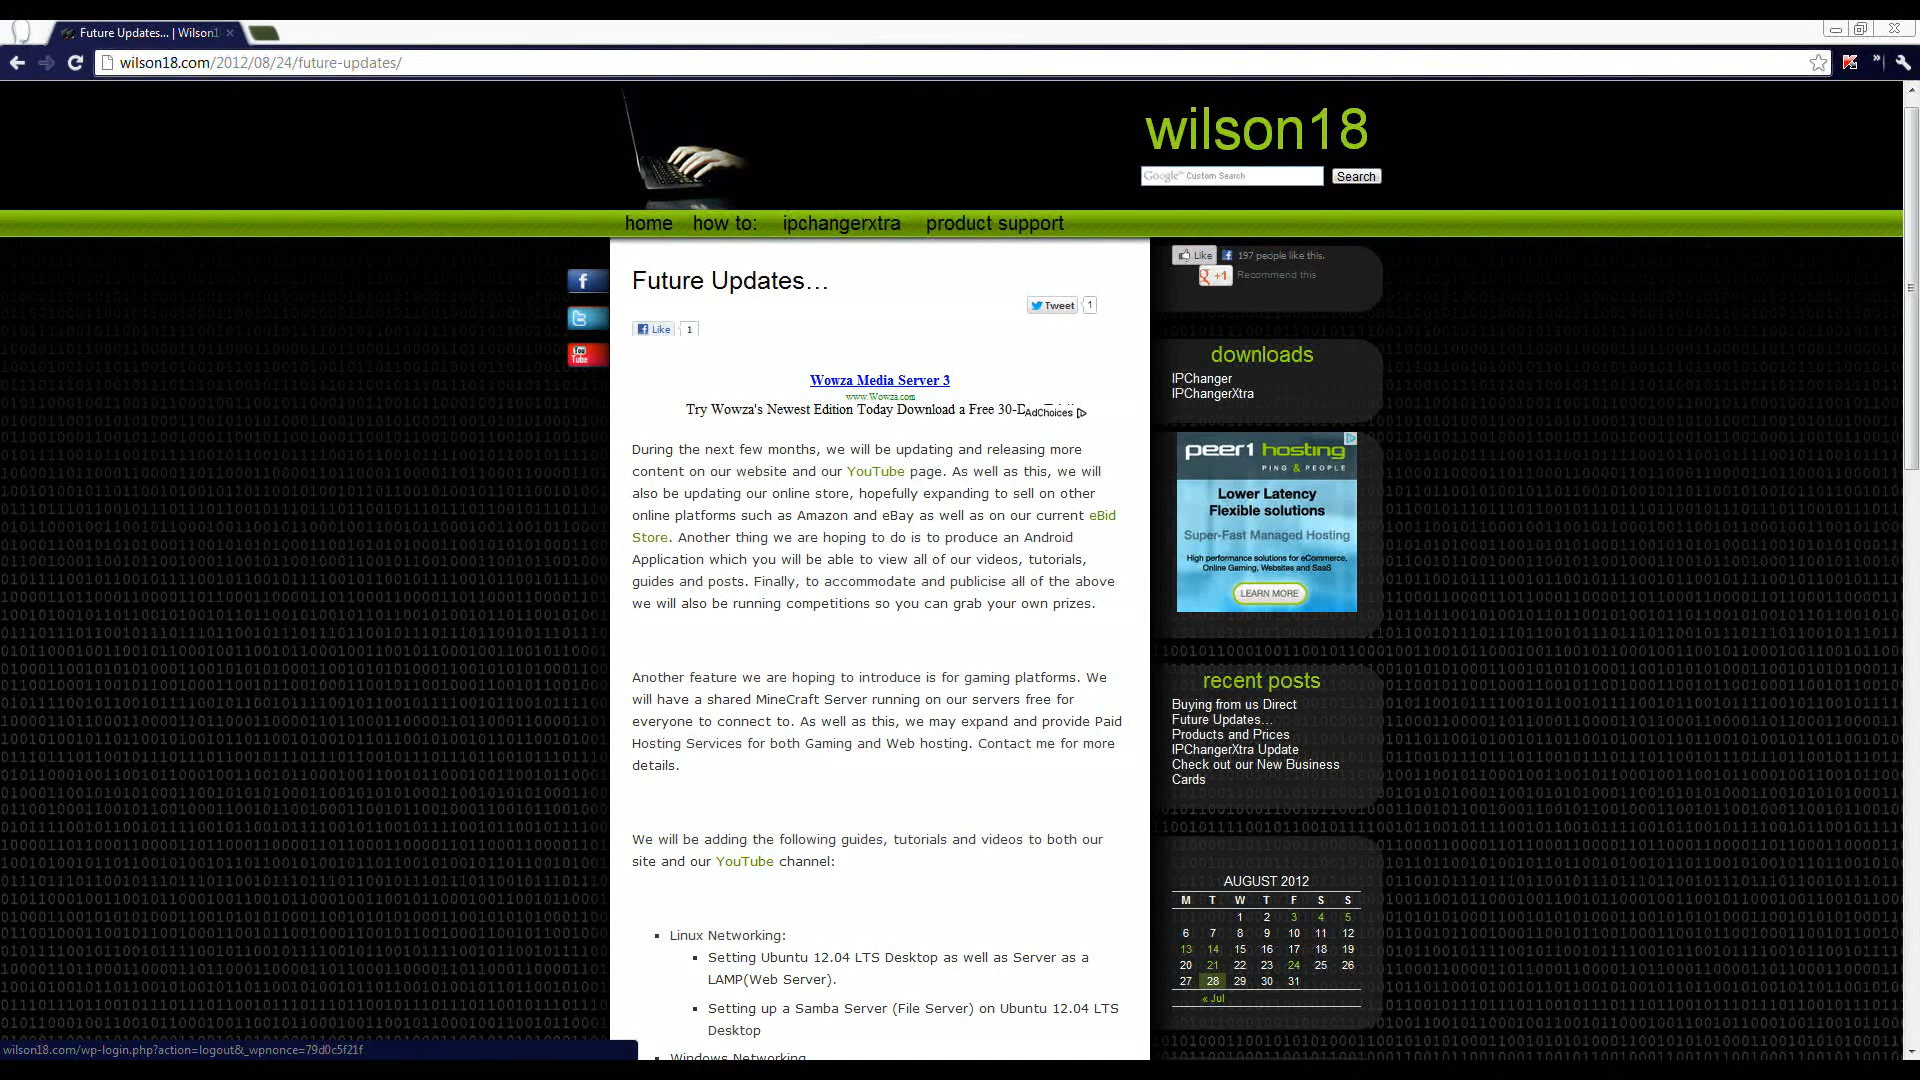 Future Updates... | Wilson1
wilson18.com/2012/08/24/future-updates/
wilson18
Google™ Custom Search
Search
home how to: ipchangerxtra product support
Future Updates…
Tweet 1
Like 1
Wowza Media Server 3
www.Wowza.com
Try Wowza's Newest Edition Today Download a Free 30-D
AdChoices
During the next few months, we will be updating and releasing more
content on our website and our YouTube page. As well as this, we will
also be updating our online store, hopefully expanding to sell on other
online platforms such as Amazon and eBay as well as on our current eBid
Store. Another thing we are hoping to do is to produce an Android
Application which you will be able to view all of our videos, tutorials,
guides and posts. Finally, to accommodate and publicise all of the above
we will also be running competitions so you can grab your own prizes.
Another feature we are hoping to introduce is for gaming platforms. We
will have a shared MineCraft Server running on our servers free for
everyone to connect to. As well as this, we may expand and provide Paid
Hosting Services for both Gaming and Web hosting. Contact me for more
details.
We will be adding the following guides, tutorials and videos to both our
site and our YouTube channel:
Linux Networking:
Setting Ubuntu 12.04 LTS Desktop as well as Server as a
LAMP(Web Server).
Setting up a Samba Server (File Server) on Ubuntu 12.04 LTS
Desktop
Windows Networking
You
Tube
Like 197 people like this.
+1 Recommend this
downloads
IPChanger
IPChangerXtra
peer1 hosting
PING & PEOPLE
Lower Latency
Flexible solutions
Super-Fast Managed Hosting
High performance solutions for eCommerce,
Online Gaming, Websites and SaaS
LEARN MORE
recent posts
Buying from us Direct
Future Updates…
Products and Prices
IPChangerXtra Update
Check out our New Business
Cards
AUGUST 2012
M T W T F S S
1 2 3 4 5
6 7 8 9 10 11 12
13 14 15 16 17 18 19
20 21 22 23 24 25 26
27 28 29 30 31
« Jul
wilson18.com/wp-login.php?action=logout&_wpnonce=79d0c5f21f